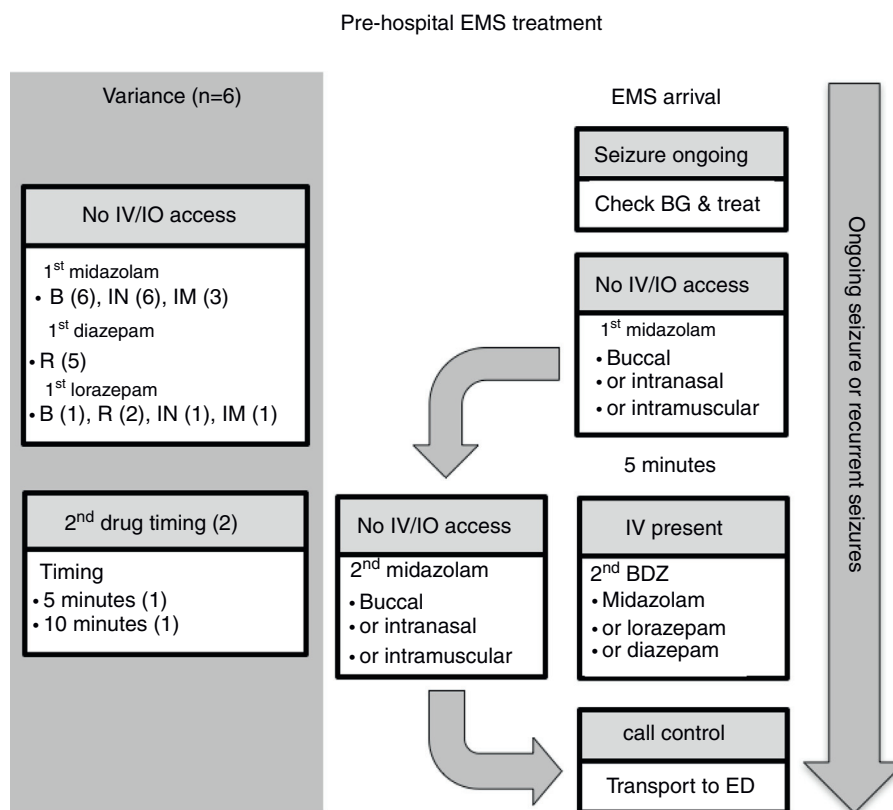 Pre-hospital EMS treatment
Variance (n=6)
No IV/IO access
1st midazolam
• B (6), IN (6), IM (3)
1st diazepam
• R (5)
1st lorazepam
• B (1), R (2), IN (1), IM (1)
2nd drug timing (2)
Timing
• 5 minutes (1)
• 10 minutes (1)
EMS arrival
Seizure ongoing
Check BG & treat
No IV/IO access
1st midazolam
• Buccal
• or intranasal
• or intramuscular
5 minutes
No IV/IO access
2nd midazolam
• Buccal
• or intranasal
• or intramuscular
IV present
2nd BDZ
• Midazolam
• or lorazepam
• or diazepam
call control
Transport to ED
Ongoing seizure or recurrent seizures